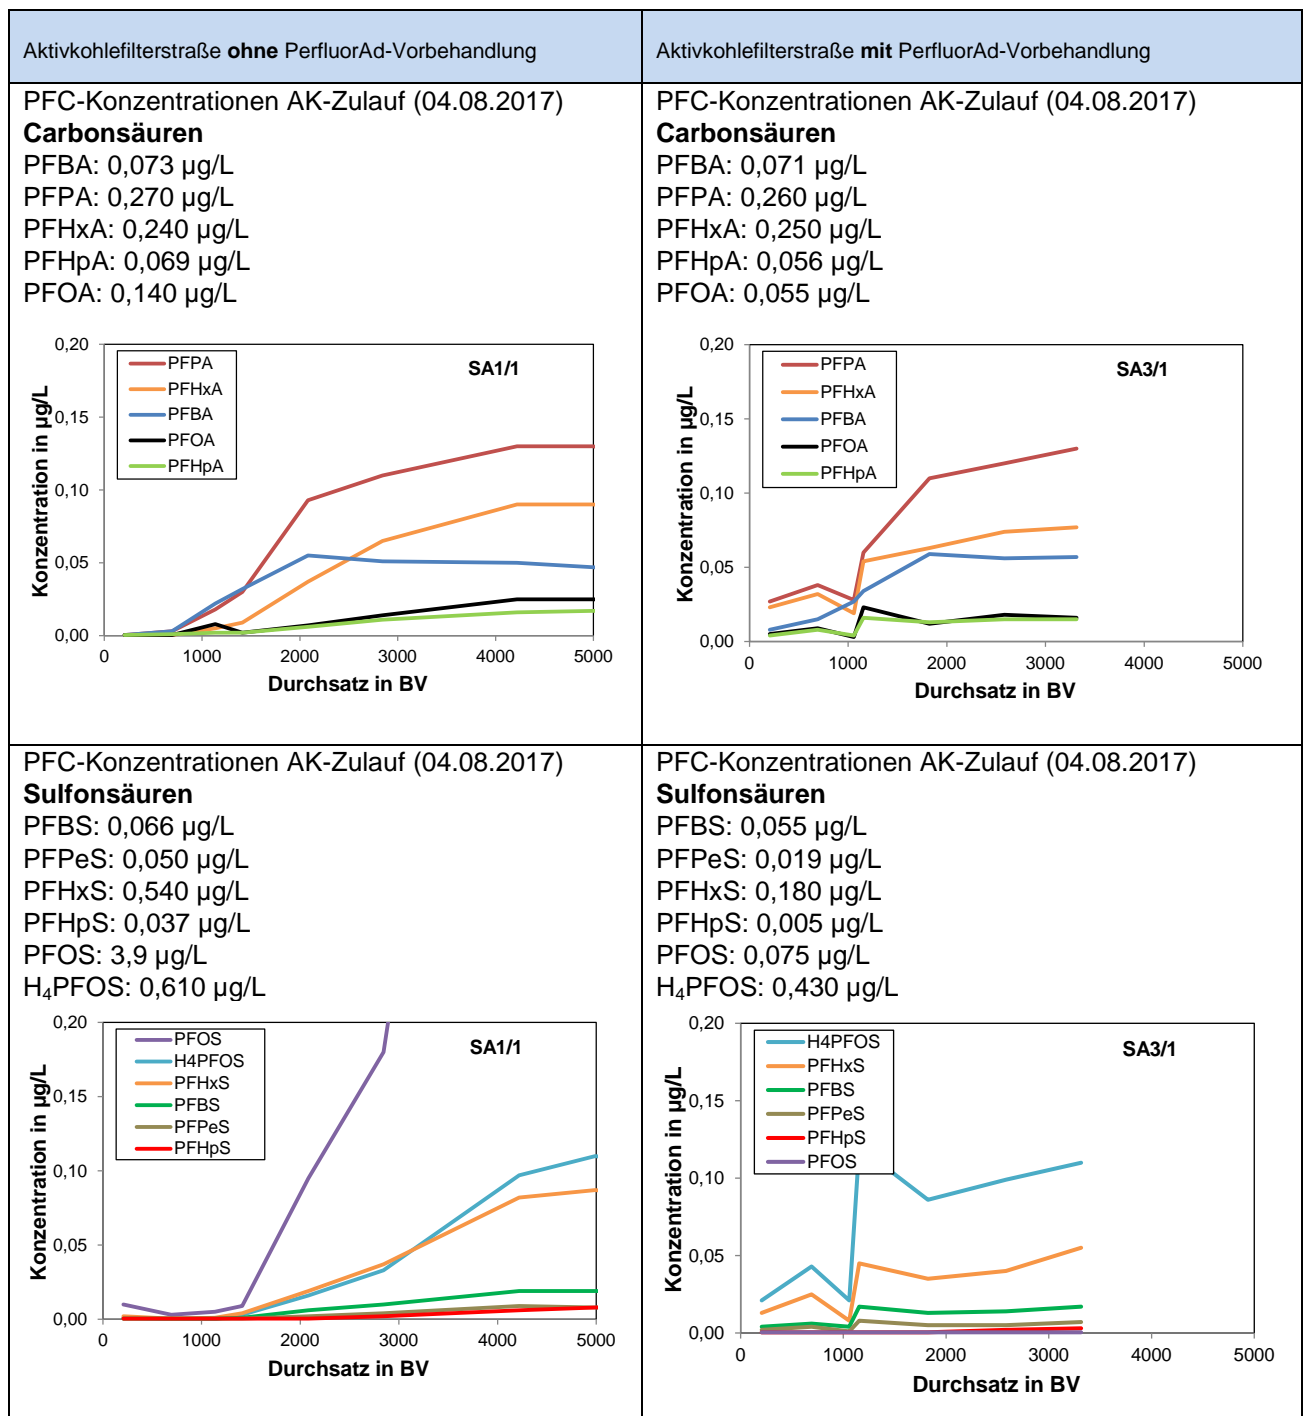 Aktivkohlefilterstraße ohne PerfluorAd-Vorbehandlung
Aktivkohlefilterstraße mit PerfluorAd-Vorbehandlung
PFC-Konzentrationen AK-Zulauf (04.08.2017)
Carbonsäuren
PFBA: 0,073 µg/L
PFPA: 0,270 µg/L
PFHxA: 0,240 µg/L
PFHpA: 0,069 µg/L
PFOA: 0,140 µg/L
0,20
0,15
0,10
0,05
0,00
Konzentration in µg/L
PFPA
PFHxA
PFBA
PFOA
PFHpA
SA1/1
0
1000
2000
3000
4000
5000
Durchsatz in BV
PFC-Konzentrationen AK-Zulauf (04.08.2017)
Carbonsäuren
PFBA: 0,071 µg/L
PFPA: 0,260 µg/L
PFHxA: 0,250 µg/L
PFHpA: 0,056 µg/L
PFOA: 0,055 µg/L
0,20
0,15
0,10
0,05
0,00
Konzentration in µg/L
PFPA
PFHxA
PFBA
PFOA
PFHpA
SA3/1
0
1000
2000
3000
4000
5000
Durchsatz in BV
PFC-Konzentrationen AK-Zulauf (04.08.2017)
Sulfonsäuren
PFBS: 0,066 µg/L
PFPeS: 0,050 µg/L
PFHxS: 0,540 µg/L
PFHpS: 0,037 µg/L
PFOS: 3,9 µg/L
H₄PFOS: 0,610 µg/L
0,20
0,15
0,10
0,05
0,00
Konzentration in µg/L
PFOS
H4PFOS
PFHxS
PFBS
PFPeS
PFHpS
SA1/1
0
1000
2000
3000
4000
5000
Durchsatz in BV
PFC-Konzentrationen AK-Zulauf (04.08.2017)
Sulfonsäuren
PFBS: 0,055 µg/L
PFPeS: 0,019 µg/L
PFHxS: 0,180 µg/L
PFHpS: 0,005 µg/L
PFOS: 0,075 µg/L
H₄PFOS: 0,430 µg/L
0,20
0,15
0,10
0,05
0,00
Konzentration in µg/L
H4PFOS
PFHxS
PFBS
PFPeS
PFHpS
PFOS
SA3/1
0
1000
2000
3000
4000
5000
Durchsatz in BV